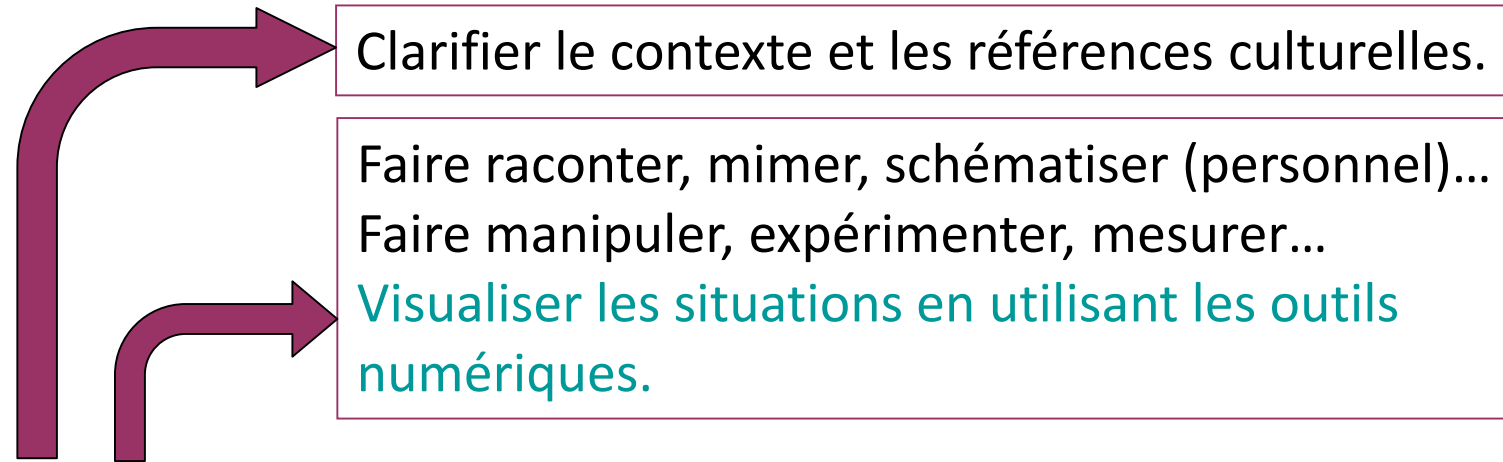 Clarifier le contexte et les références culturelles.
Faire raconter, mimer, schématiser (personnel)…
Faire manipuler, expérimenter, mesurer…
Visualiser les situations en utilisant les outils
numériques.